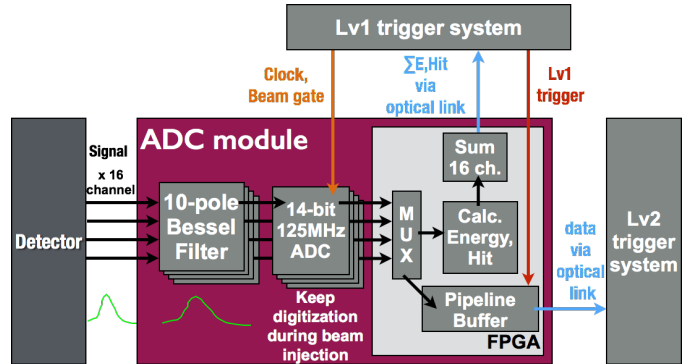 Lv1 trigger system
Clock,
Beam gate
∑E,Hit
via
optical link
Lv1
trigger
ADC module
Signal
x 16
channel
Detector
10-pole
Bessel
Filter
14-bit
125MHz
ADC
M
U
X
Sum
16 ch.
Calc.
Energy,
Hit
Pipeline
Buffer
FPGA
Keep
digitization
during beam
injection
data
via
optical
link
Lv2
trigger
system